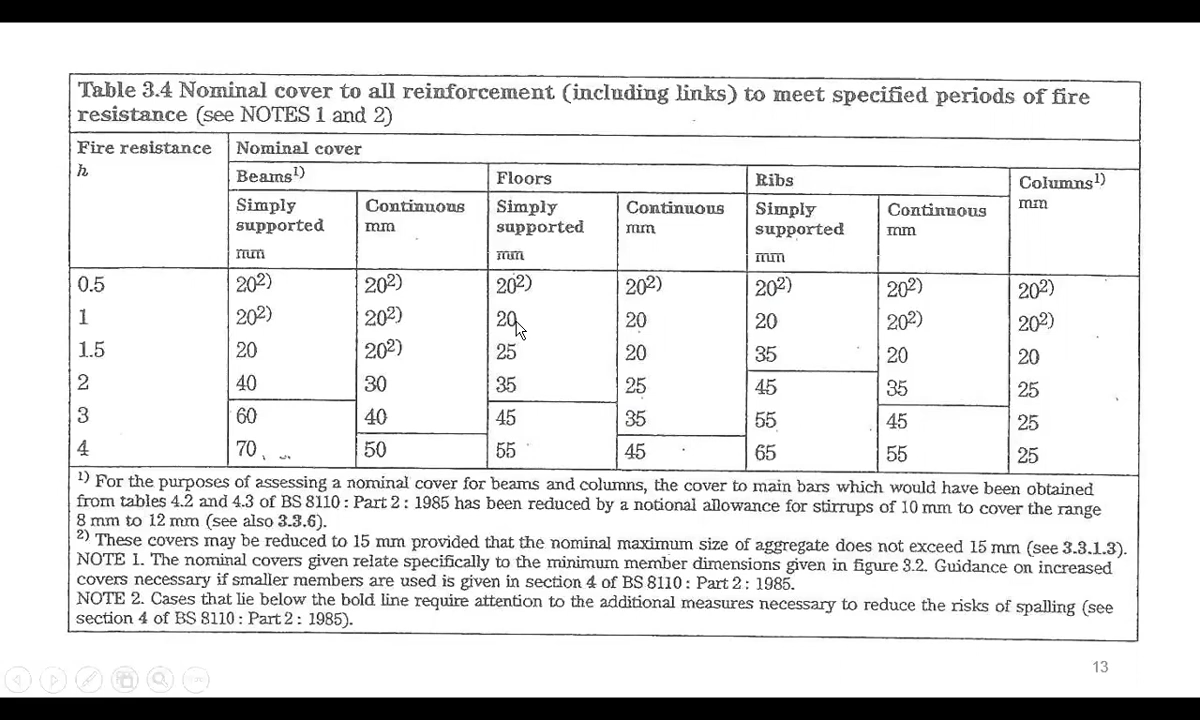 Table 3.4 Nominal cover to all reinforcement (including links) to meet specified periods of fire
resistance (see NOTES 1 and 2)
Fire resistance Nominal cover
h Beams1) Floors Ribs Columns1)
mm
Simply supported mm Continuous mm Simply supported mm Continuous mm Simply supported mm Continuous mm
0.5 202) 202) 202) 202) 202) 202) 202)
1 202) 202) 20 20 20 202) 202)
1.5 20 202) 25 20 35 20 20
2 40 30 35 25 45 35 25
3 60 40 45 35 55 45 25
4 70 50 55 45 65 55 25
1) For the purposes of assessing a nominal cover for beams and columns, the cover to main bars which would have been obtained
from tables 4.2 and 4.3 of BS 8110 : Part 2 : 1985 has been reduced by a notional allowance for stirrups of 10 mm to cover the range
8 mm to 12 mm (see also 3.3.6).
2) These covers may be reduced to 15 mm provided that the nominal maximum size of aggregate does not exceed 15 mm (see 3.3.1.3).
NOTE 1. The nominal covers given relate specifically to the minimum member dimensions given in figure 3.2. Guidance on increased
covers necessary if smaller members are used is given in section 4 of BS 8110 : Part 2 : 1985.
NOTE 2. Cases that lie below the bold line require attention to the additional measures necessary to reduce the risks of spalling (see
section 4 of BS 8110 : Part 2 : 1985).
13